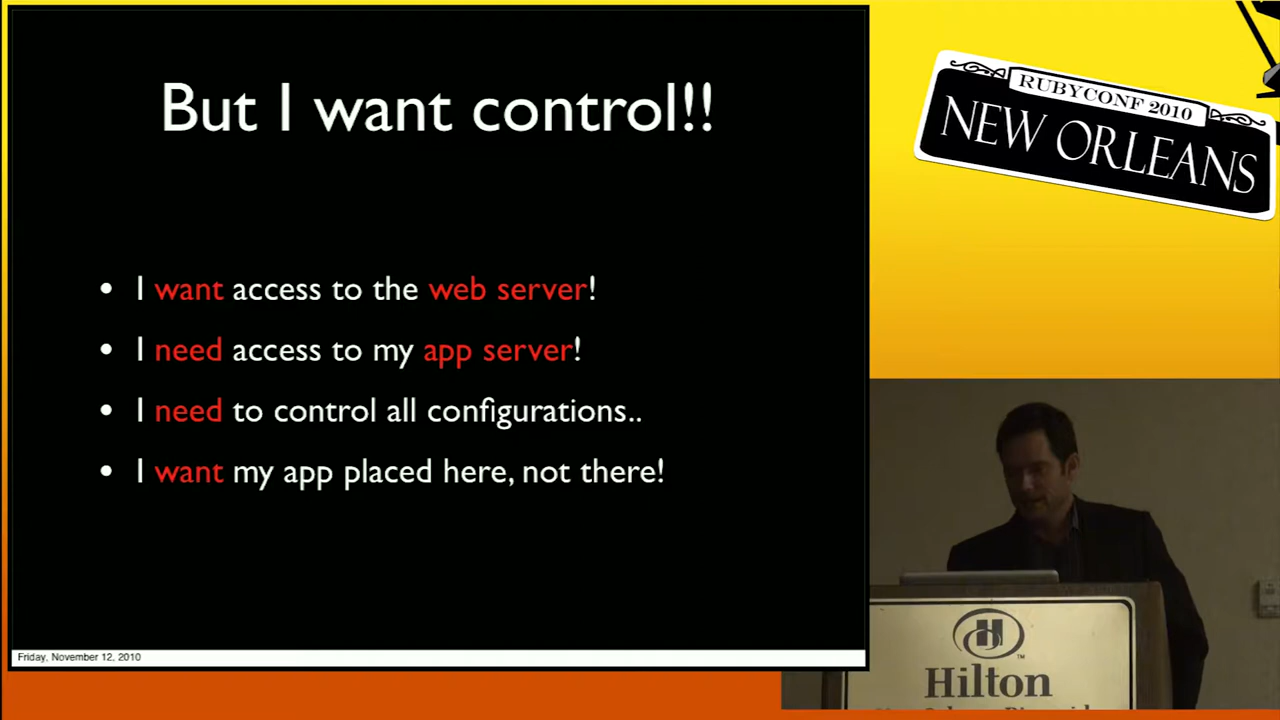 But I want control!!
• I want access to the web server!
• I need access to my app server!
• I need to control all configurations..
• I want my app placed here, not there!
Friday, November 12, 2010
RUBYCONF 2010
NEW ORLEANS
H
TM
Hilton